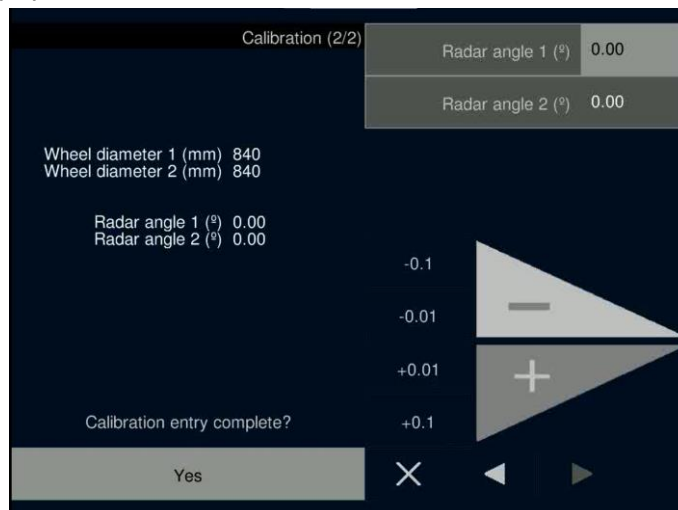 Calibration (2/2)
Wheel diameter 1 (mm) 840
Wheel diameter 2 (mm) 840
Radar angle 1 (º) 0.00
Radar angle 2 (º) 0.00
Calibration entry complete?
Yes
Radar angle 1 (º) 0.00
Radar angle 2 (º) 0.00
-0.1
-0.01
+0.01
+0.1